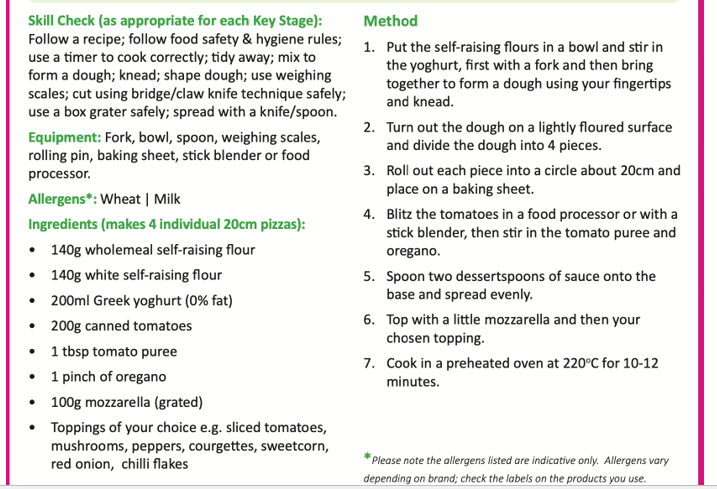 Skill Check (as appropriate for each Key Stage):
Follow a recipe; follow food safety & hygiene rules;
use a timer to cook correctly; tidy away; mix to
form a dough; knead; shape dough; use weighing
scales; cut using bridge/claw knife technique safely;
use a box grater safely; spread with a knife/spoon.
Equipment: Fork, bowl, spoon, weighing scales,
rolling pin, baking sheet, stick blender or food
processor.
Allergens*: Wheat | Milk
Ingredients (makes 4 individual 20cm pizzas):
• 140g wholemeal self-raising flour
• 140g white self-raising flour
• 200ml Greek yoghurt (0% fat)
• 200g canned tomatoes
• 1 tbsp tomato puree
• 1 pinch of oregano
• 100g mozzarella (grated)
• Toppings of your choice e.g. sliced tomatoes,
mushrooms, peppers, courgettes, sweetcorn,
red onion, chilli flakes
Method
1. Put the self-raising flours in a bowl and stir in
the yoghurt, first with a fork and then bring
together to form a dough using your fingertips
and knead.
2. Turn out the dough on a lightly floured surface
and divide the dough into 4 pieces.
3. Roll out each piece into a circle about 20cm and
place on a baking sheet.
4. Blitz the tomatoes in a food processor or with a
stick blender, then stir in the tomato puree and
oregano.
5. Spoon two dessertspoons of sauce onto the
base and spread evenly.
6. Top with a little mozzarella and then your
chosen topping.
7. Cook in a preheated oven at 220°C for 10-12
minutes.
*Please note the allergens listed are indicative only. Allergens vary
depending on brand; check the labels on the products you use.